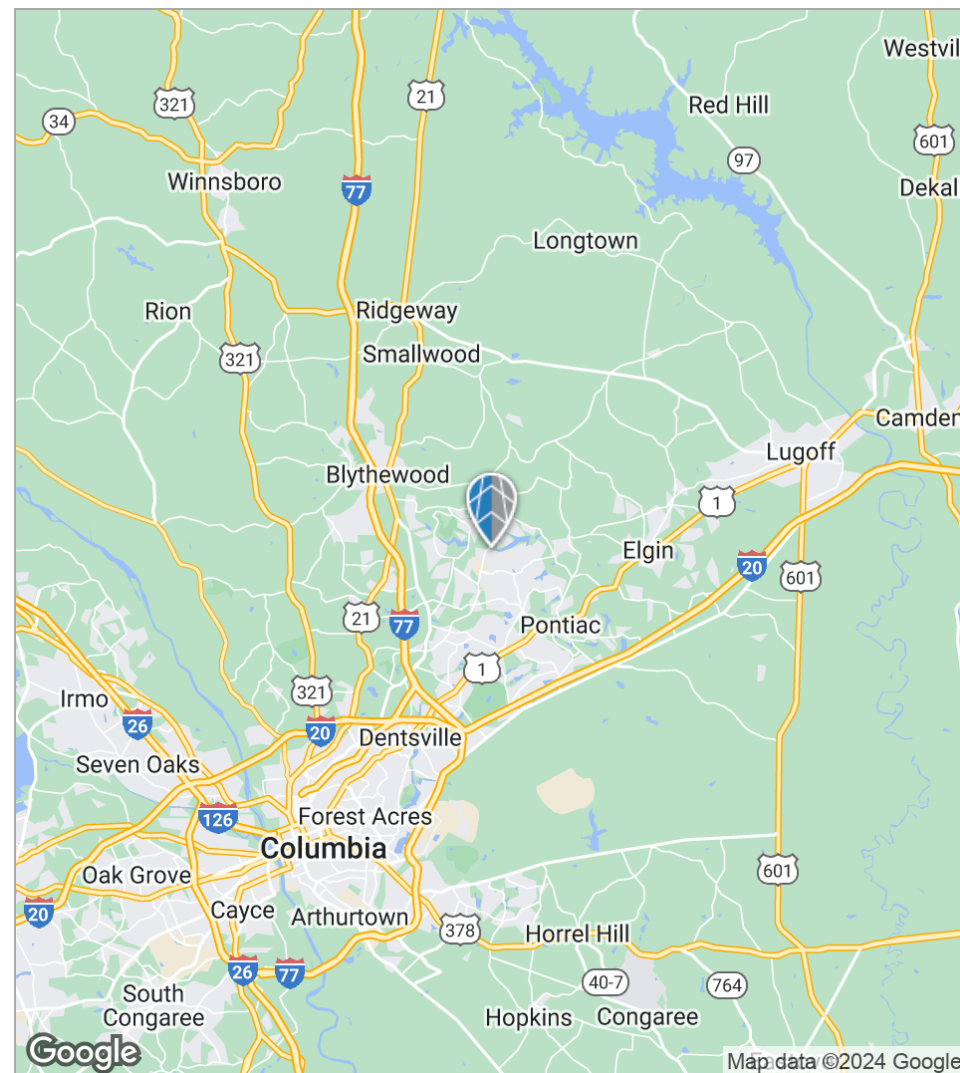 Westvil
321
21
Red Hill
34
601
97
Winnsboro
77
Dekal
Longtown
Rion
Ridgeway
321
Smallwood
Camden
Lugoff
Blythewood
1
Elgin
20
601
21
77
Pontiac
1
321
Irmo
26
20
Dentsville
Seven Oaks
126
Forest Acres
Columbia
Oak Grove
601
20
Cayce
Arthurtown
378
Horrel Hill
26
77
40-7
764
South
Congaree
Hopkins
Congaree
Google
Map data ©2024 Google